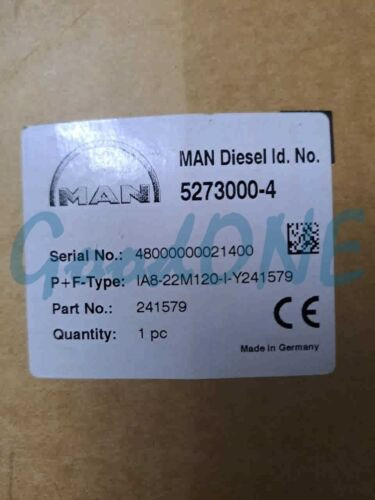 MAN
MAN Diesel Id. No.
5273000-4
Serial No.: 48000000021400
P+F-Type: IA8-22M120-I-Y241579
Part No.: 241579
Quantity: 1 pc
CE
Made in Germany
GoodONE